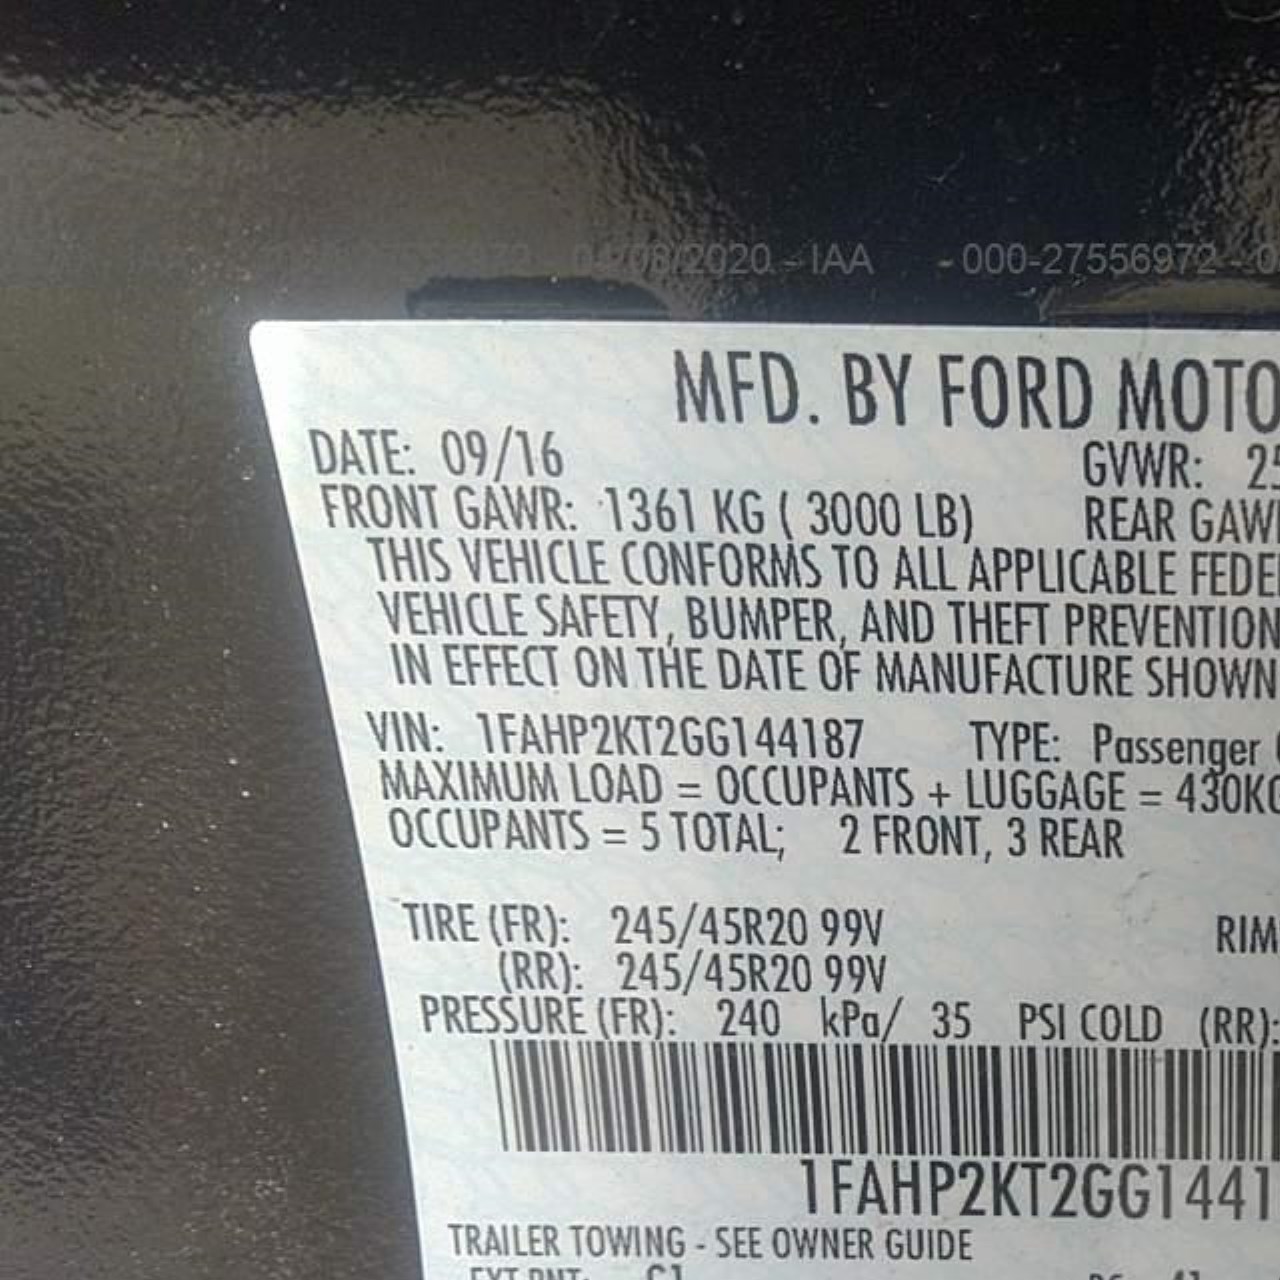 /2020 - IAA - 000-27556972 -
MFD. BY FORD MOTO
DATE: 09/16 GVWR: 25
FRONT GAWR: 1361 KG ( 3000 LB) REAR GAW
THIS VEHICLE CONFORMS TO ALL APPLICABLE FEDE
VEHICLE SAFETY, BUMPER, AND THEFT PREVENTION
IN EFFECT ON THE DATE OF MANUFACTURE SHOWN
VIN: 1FAHP2KT2GG144187 TYPE: Passenger
MAXIMUM LOAD = OCCUPANTS + LUGGAGE = 430KG
OCCUPANTS = 5 TOTAL; 2 FRONT, 3 REAR
TIRE (FR): 245/45R20 99V RIM
(RR): 245/45R20 99V
PRESSURE (FR): 240 kPa/ 35 PSI COLD (RR):
1FAHP2KT2GG1441
TRAILER TOWING - SEE OWNER GUIDE